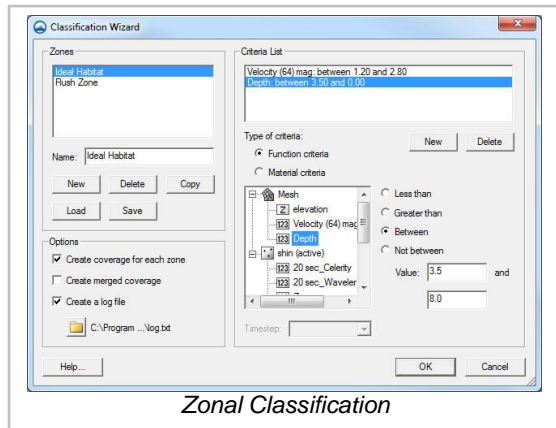 Classification Wizard
Zones
Ideal Habitat
Flush Zone
Name: Ideal Habitat
New Delete Copy
Load Save
Options
Create coverage for each zone
Create merged coverage
Create a log file
C:\Program ...\log.txt
Criteria List
Velocity (64) mag: between 1.20 and 2.80
Depth: between 3.50 and 0.00
Type of criteria:
New Delete
Function criteria
Material criteria
Mesh
Z elevation
123 Velocity (64) mag
123 Depth
shin (active)
123 20 sec_Celerity
123 20 sec_Waveler
Less than
Greater than
Between
Not between
Value: 3.5 and
8.0
Timestep:
Help...
OK Cancel
Zonal Classification